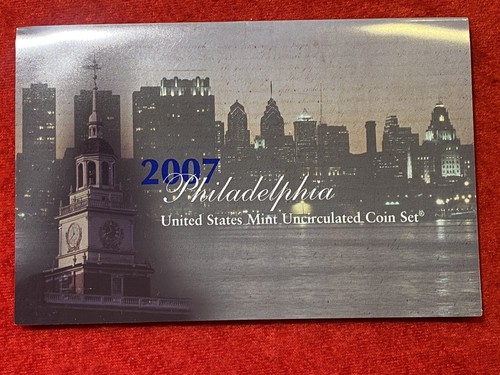 2007
Philadelphia
United States Mint Uncirculated Coin Set®